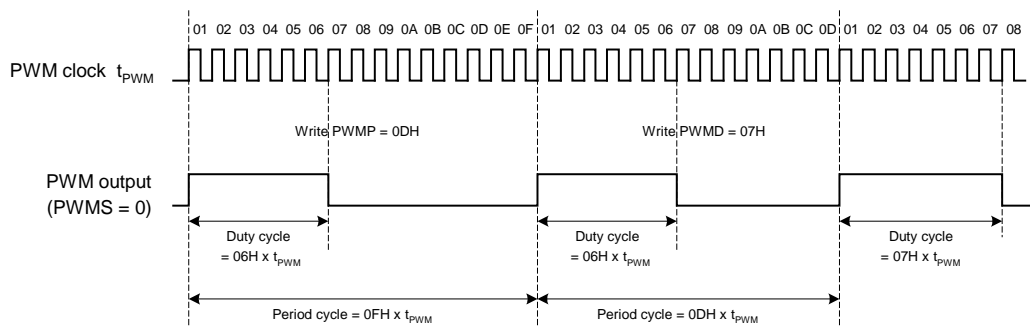 01 02 03 04 05 06 07 08 09 0A 0B 0C 0D 0E 0F 01 02 03 04 05 06 07 08 09 0A 0B 0C 0D 01 02 03 04 05 06 07 08
PWM clock tPWM
Write PWMP = 0DH Write PWMD = 07H
PWM output
(PWMS = 0)
Duty cycle Duty cycle Duty cycle
= 06H x tPWM = 06H x tPWM = 07H x tPWM
Period cycle = 0FH x tPWM Period cycle = 0DH x tPWM